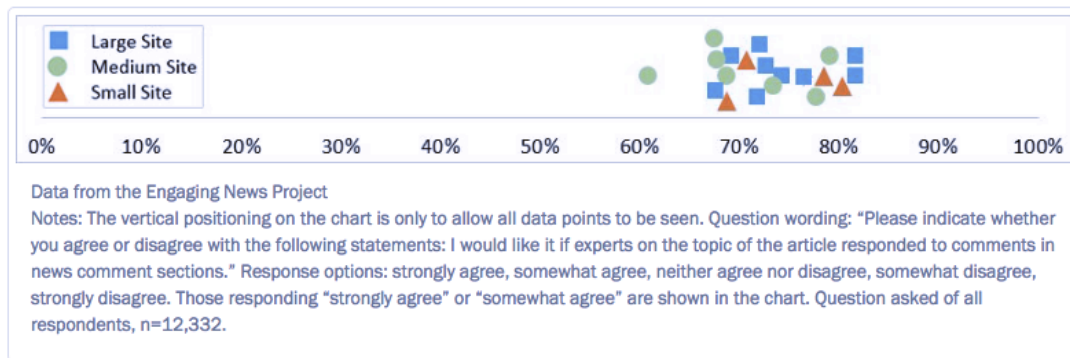 Large Site
Medium Site
Small Site
0% 10% 20% 30% 40% 50% 60% 70% 80% 90% 100%
Data from the Engaging News Project
Notes: The vertical positioning on the chart is only to allow all data points to be seen. Question wording: “Please indicate whether
you agree or disagree with the following statements: I would like it if experts on the topic of the article responded to comments in
news comment sections.” Response options: strongly agree, somewhat agree, neither agree nor disagree, somewhat disagree,
strongly disagree. Those responding “strongly agree” or “somewhat agree” are shown in the chart. Question asked of all
respondents, n=12,332.